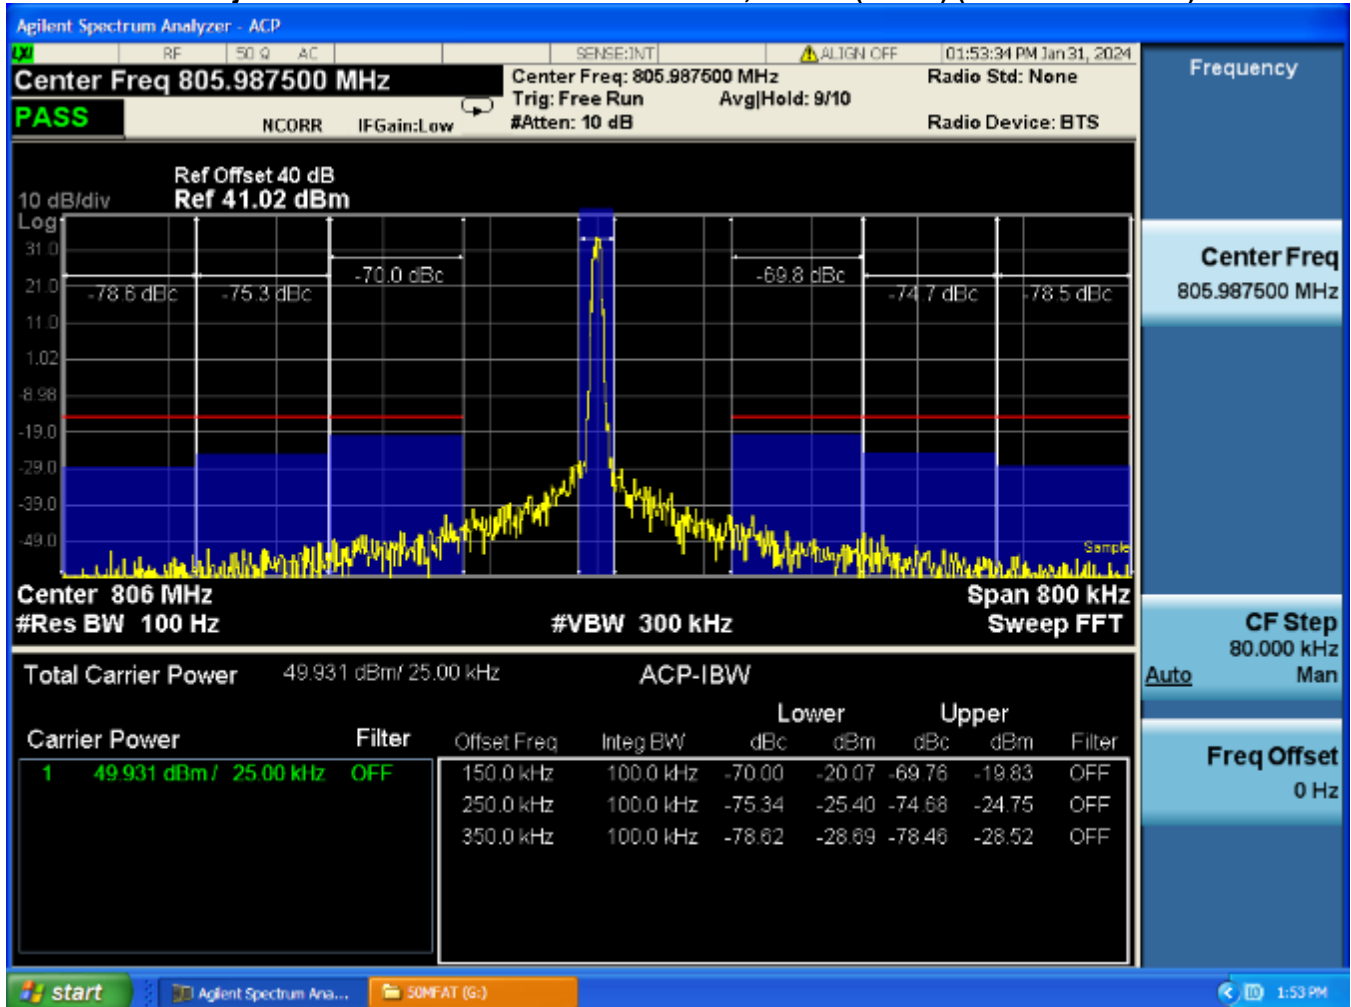 Agilent Spectrum Analyzer - ACP
LXI RF 50 Ω AC SENSE:INT ALIGN OFF 01:53:34 PM Jan 31, 2024
Center Freq 805.987500 MHz
Center Freq: 805.987500 MHz Radio Std: None
Trig: Free Run Avg|Hold: 9/10
PASS NCORR IFGain:Low #Atten: 10 dB Radio Device: BTS
Ref Offset 40 dB
10 dB/div Ref 41.02 dBm
Log
31.0
21.0
11.0
1.02
-8.98
-19.0
-29.0
-39.0
-49.0
-78.6 dBc -75.3 dBc -70.0 dBc -69.8 dBc -74.7 dBc -78.5 dBc
Sample
Center 806 MHz Span 800 kHz
#Res BW 100 Hz #VBW 300 kHz Sweep FFT
Total Carrier Power 49.931 dBm/ 25.00 kHz ACP-IBW
Lower Upper
Carrier Power Filter Offset Freq Integ BW dBc dBm dBc dBm Filter
1 49.931 dBm / 25.00 kHz OFF 150.0 kHz 100.0 kHz -70.00 -20.07 -69.76 -19.83 OFF
250.0 kHz 100.0 kHz -75.34 -25.40 -74.68 -24.75 OFF
350.0 kHz 100.0 kHz -78.62 -28.69 -78.46 -28.52 OFF
Frequency
Center Freq
805.987500 MHz
CF Step
80.000 kHz
Auto Man
Freq Offset
0 Hz
start Agilent Spectrum Ana... 50MFAT (G:) 1:53 PM